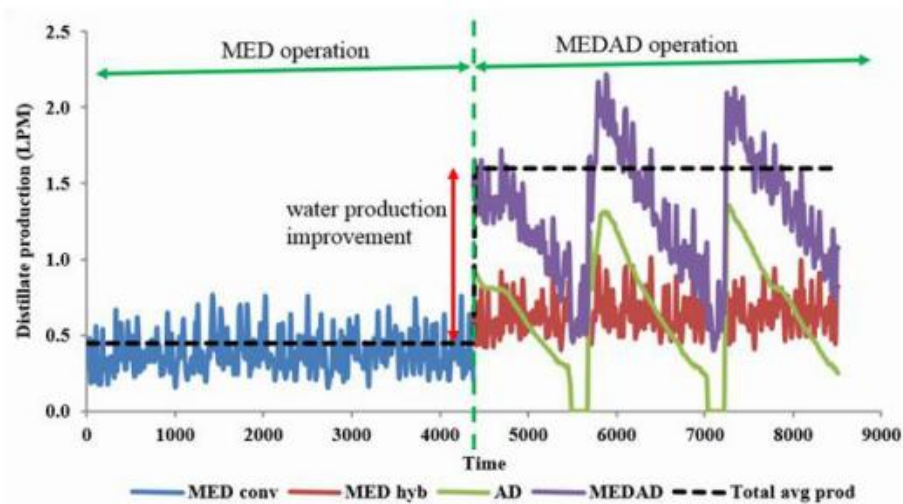 2.5
2.0
1.5
1.0
0.5
0.0
Distillate production (LPM)
MED operation
MEDAD operation
water production
improvement
0 1000 2000 3000 4000 5000 6000 7000 8000 9000
Time
MED conv MED hyb AD MEDAD Total avg prod